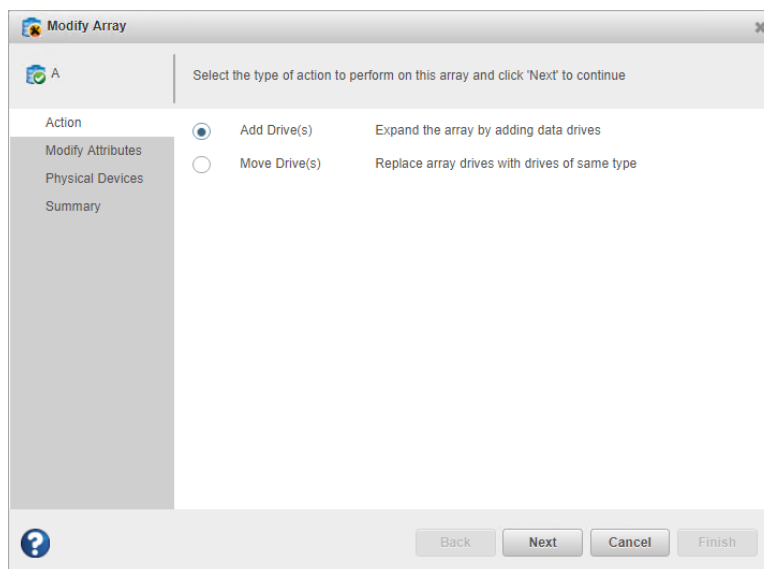 Modify Array
A
Select the type of action to perform on this array and click 'Next' to continue
Action
Modify Attributes
Physical Devices
Summary
Add Drive(s) Expand the array by adding data drives
Move Drive(s) Replace array drives with drives of same type
?
Back Next Cancel Finish